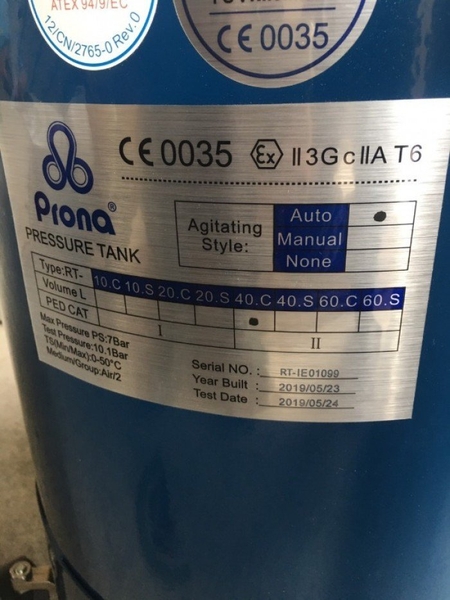 ATEX 94/9/EC
12/CN/2765-0 Rev.0
CE 0035
CE 0035 Ex II 3 G c IIA T6
Prona®
PRESSURE TANK
Agitating Style:
Auto
Manual
None
Type:RT- 10.C 10.S 20.C 20.S 40.C 40.S 60.C 60.S
Volume L
PED CAT I II
Max Pressure PS:7Bar
Test Pressure:10.1Bar
TS(Min/Max):0-50°C
Medium/Group:Air/2
Serial NO. : RT-IE01099
Year Built : 2019/05/23
Test Date : 2019/05/24